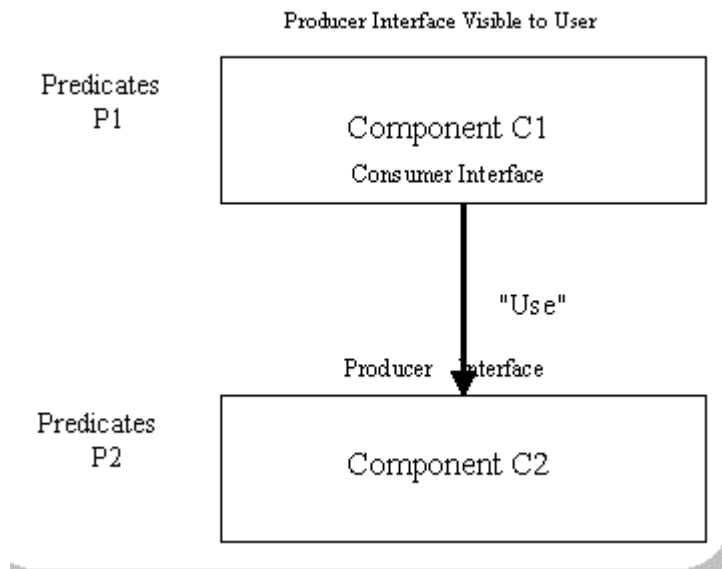 Producer Interface Visible to User
Predicates
P1
Component C1
Consumer Interface
"Use"
Producer Interface
Predicates
P2
Component C2